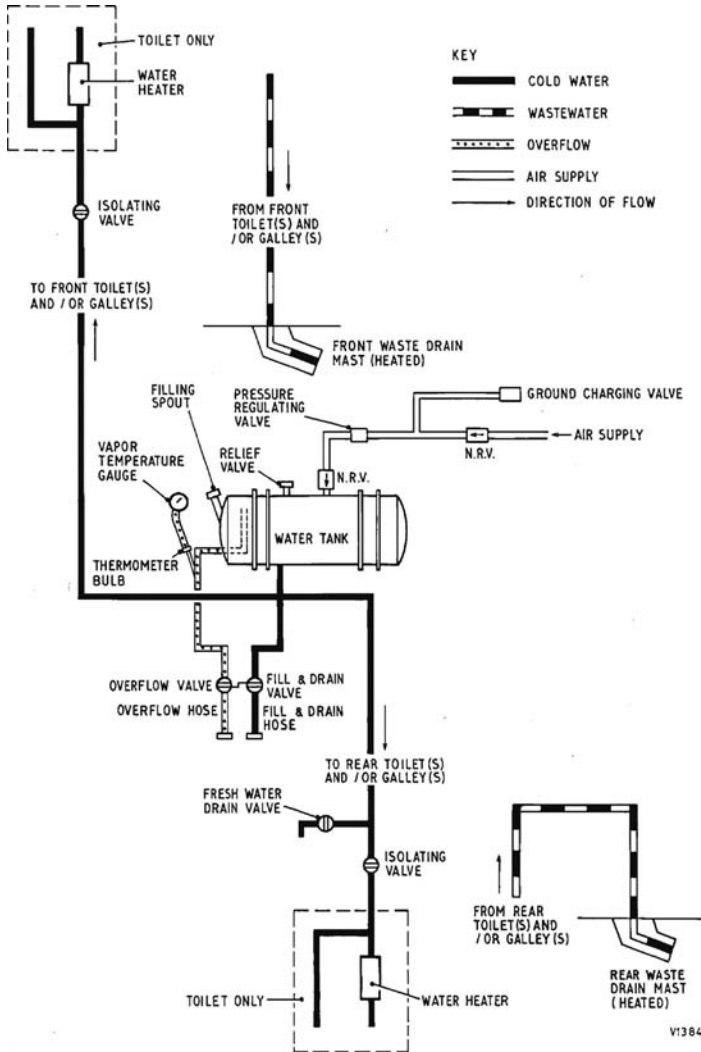 TOILET ONLY
WATER
HEATER
KEY
COLD WATER
WASTEWATER
OVERFLOW
AIR SUPPLY
DIRECTION OF FLOW
ISOLATING
VALVE
FROM FRONT
TOILET(S) AND
/OR GALLEY(S)
TO FRONT TOILET(S)
AND / OR GALLEY(S)
FRONT WASTE DRAIN
MAST (HEATED)
FILLING
SPOUT
PRESSURE
REGULATING
VALVE
GROUND CHARGING VALVE
VAPOR
TEMPERATURE
GAUGE
RELIEF
VALVE
AIR SUPPLY
N.R.V.
N.R.V.
WATER TANK
THERMOMETER
BULB
OVERFLOW VALVE
FILL & DRAIN
VALVE
OVERFLOW HOSE
FILL & DRAIN
HOSE
TO REAR TOILET(S)
AND / OR GALLEY(S)
FRESH WATER
DRAIN VALVE
ISOLATING
VALVE
FROM REAR
TOILET(S) AND
/OR GALLEY(S)
REAR WASTE
DRAIN MAST
(HEATED)
TOILET ONLY
WATER HEATER
V1384